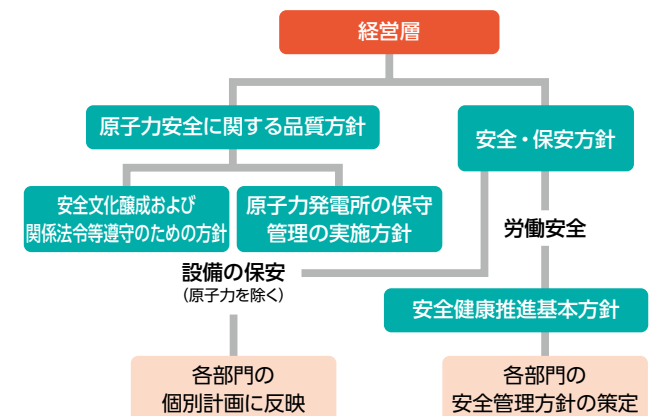 経営層
原子力安全に関する品質方針
安全・保安方針
安全文化醸成および
関係法令等遵守のための方針
原子力発電所の保守
管理の実施方針
労働安全
設備の保安
(原子力を除く)
安全健康推進基本方針
各部門の
個別計画に反映
各部門の
安全管理方針の策定